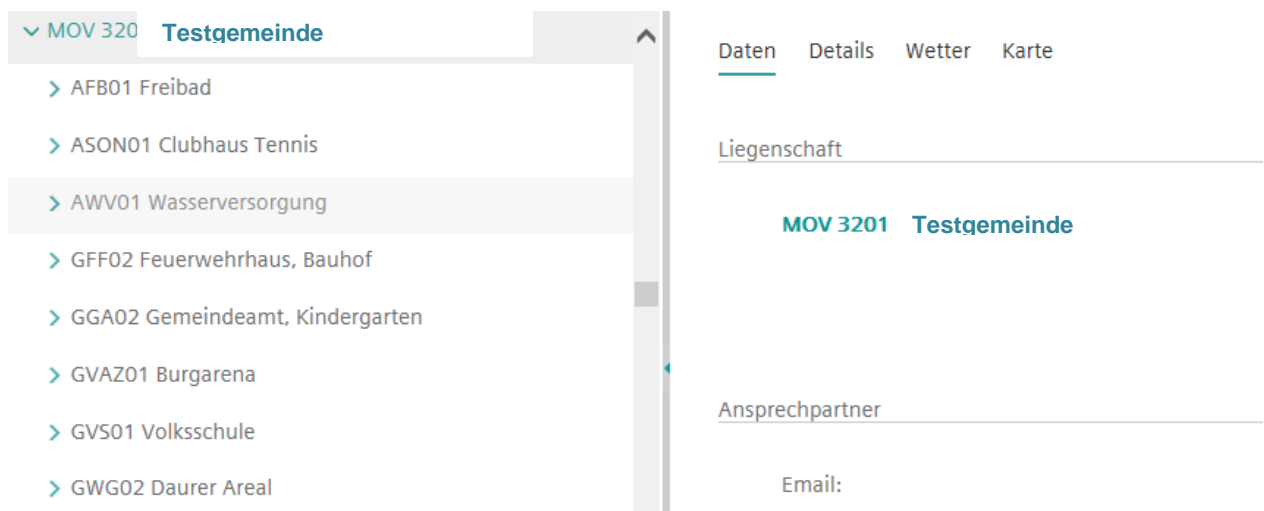 MOV 320 Testgemeinde
AFB01 Freibad
ASON01 Clubhaus Tennis
AWV01 Wasserversorgung
GFF02 Feuerwehrhaus, Bauhof
GGA02 Gemeindeamt, Kindergarten
GVAZ01 Burgarena
GVS01 Volksschule
GWG02 Daurer Areal
Daten Details Wetter Karte
Liegenschaft
MOV 3201 Testgemeinde
Ansprechpartner
Email: